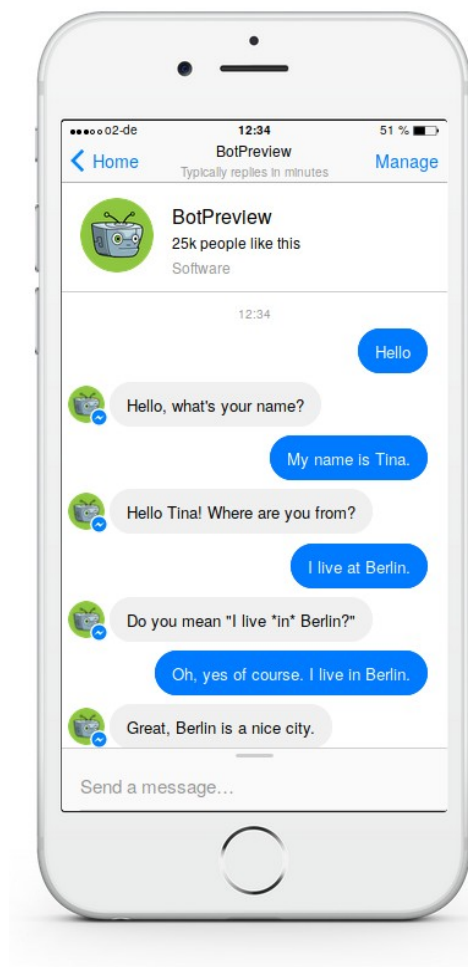 o2-de 12:34 51 %
Home BotPreview Manage
Typically replies in minutes
BotPreview
25k people like this
Software
12:34
Hello
Hello, what's your name?
My name is Tina.
Hello Tina! Where are you from?
I live at Berlin.
Do you mean "I live *in* Berlin?"
Oh, yes of course. I live in Berlin.
Great, Berlin is a nice city.
Send a message...